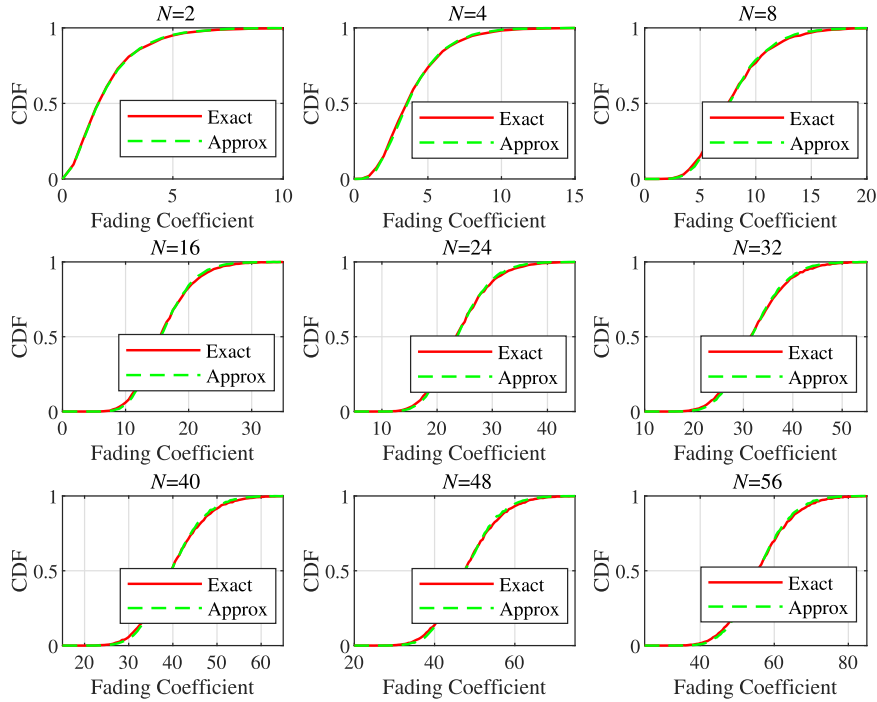 N=2
N=4
N=8
CDF
1
0.5
0
Exact
Approx
0
5
10
Fading Coefficient
CDF
1
0.5
0
Exact
Approx
0
5
10
15
Fading Coefficient
CDF
1
0.5
0
Exact
Approx
0
5
10
15
20
Fading Coefficient
N=16
N=24
N=32
CDF
1
0.5
0
Exact
Approx
0
10
20
30
Fading Coefficient
CDF
1
0.5
0
Exact
Approx
10
20
30
40
Fading Coefficient
CDF
1
0.5
0
Exact
Approx
10
20
30
40
50
Fading Coefficient
N=40
N=48
N=56
CDF
1
0.5
0
Exact
Approx
20
30
40
50
60
Fading Coefficient
CDF
1
0.5
0
Exact
Approx
20
40
60
Fading Coefficient
CDF
1
0.5
0
Exact
Approx
40
60
80
Fading Coefficient